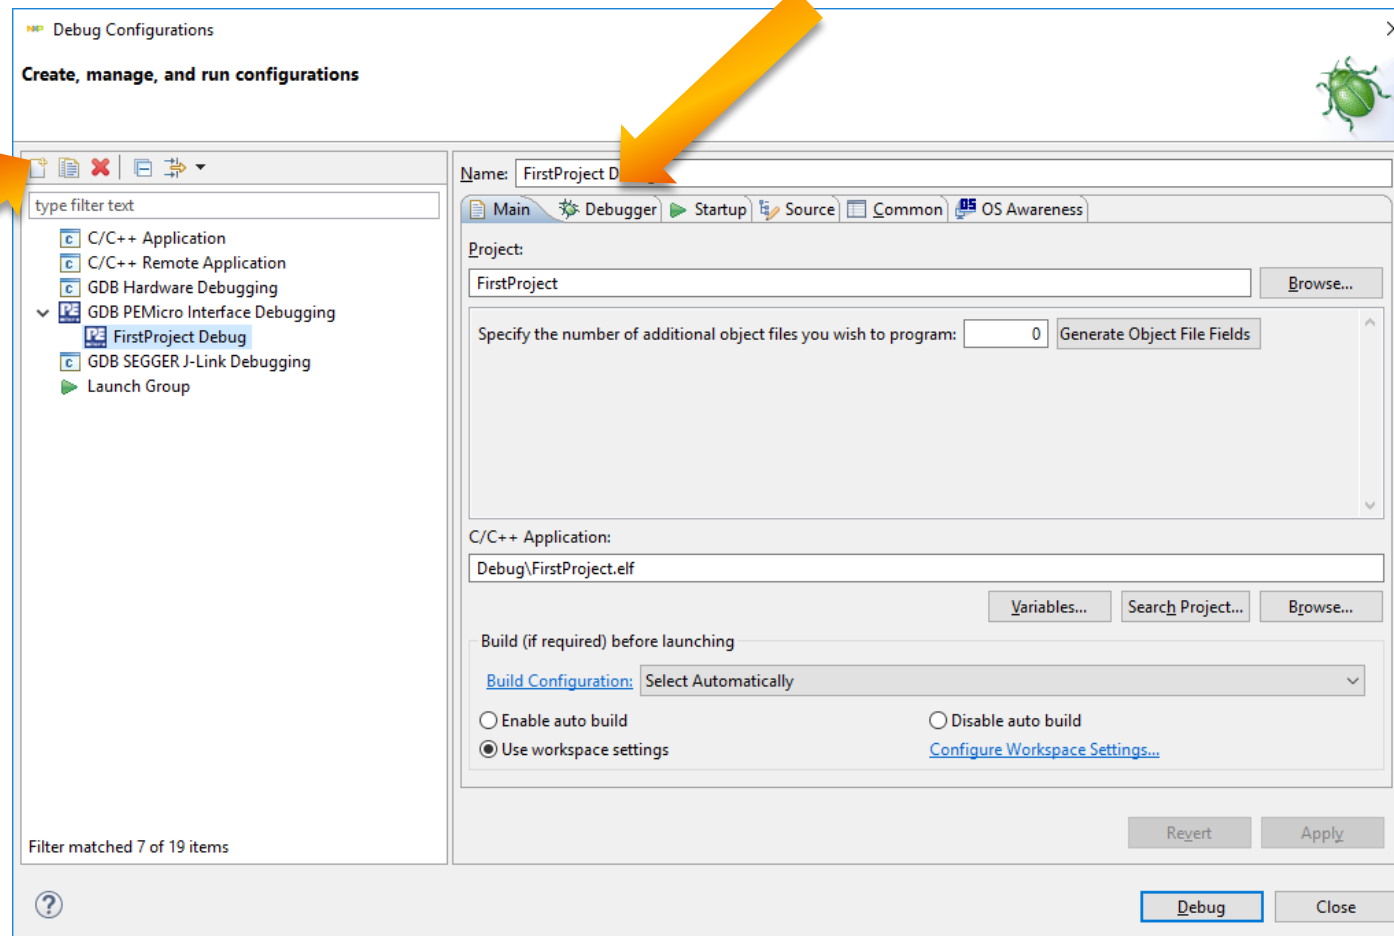 NXP Debug Configurations
Create, manage, and run configurations
type filter text
C/C++ Application
C/C++ Remote Application
GDB Hardware Debugging
GDB PEMicro Interface Debugging
FirstProject Debug
GDB SEGGER J-Link Debugging
Launch Group
Filter matched 7 of 19 items
Name: FirstProject D
Main Debugger Startup Source Common OS Awareness
Project:
FirstProject Browse...
Specify the number of additional object files you wish to program: 0 Generate Object File Fields
C/C++ Application:
Debug\FirstProject.elf
Variables... Search Project... Browse...
Build (if required) before launching
Build Configuration: Select Automatically
Enable auto build Disable auto build
Use workspace settings Configure Workspace Settings...
Revert Apply
Debug Close